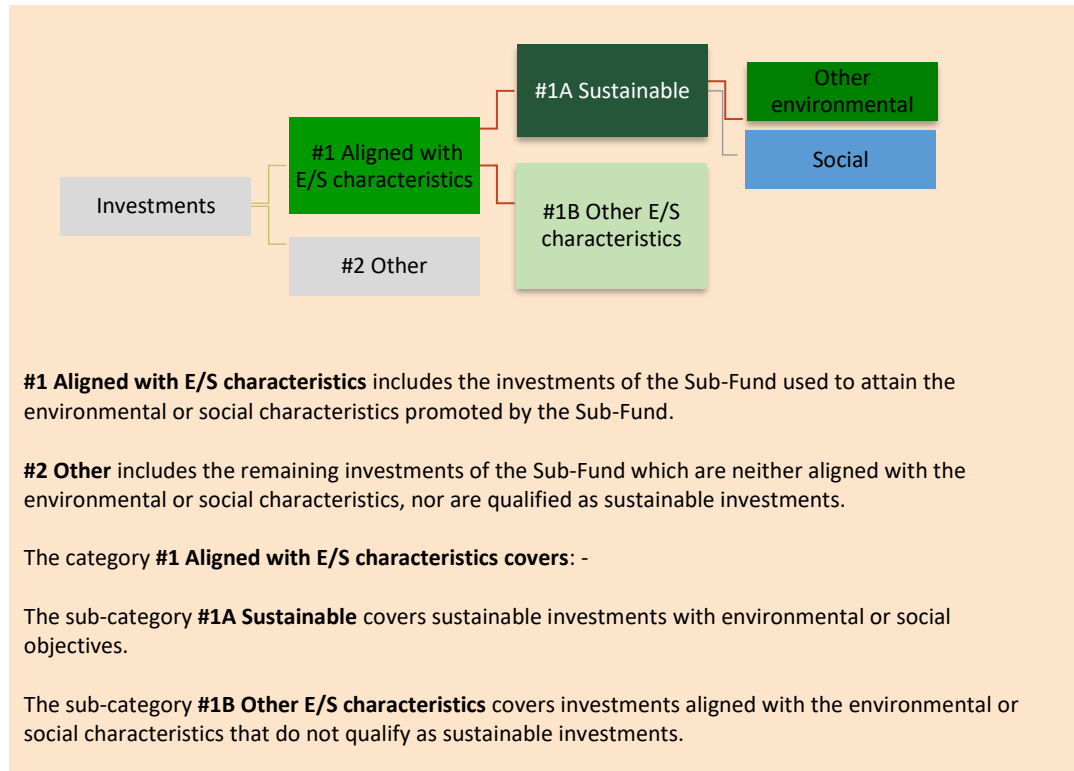 #1A Sustainable
Other
environmental
#1 Aligned with
E/S characteristics
Social
Investments
#1B Other E/S
characteristics
#2 Other
#1 Aligned with E/S characteristics includes the investments of the Sub-Fund used to attain the
environmental or social characteristics promoted by the Sub-Fund.
#2 Other includes the remaining investments of the Sub-Fund which are neither aligned with the
environmental or social characteristics, nor are qualified as sustainable investments.
The category #1 Aligned with E/S characteristics covers: -
The sub-category #1A Sustainable covers sustainable investments with environmental or social
objectives.
The sub-category #1B Other E/S characteristics covers investments aligned with the environmental or
social characteristics that do not qualify as sustainable investments.